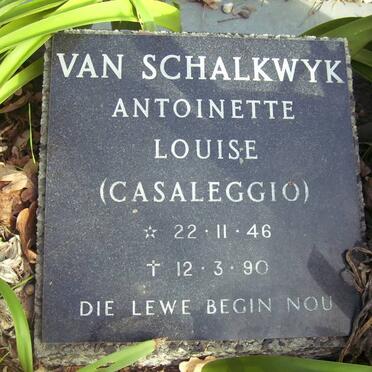 VAN SCHALKWYK
ANTOINETTE
LOUISE
(CASALEGGIO)
☆ 22·11·46
✝ 12·3·90
DIE LEWE BEGIN NOU